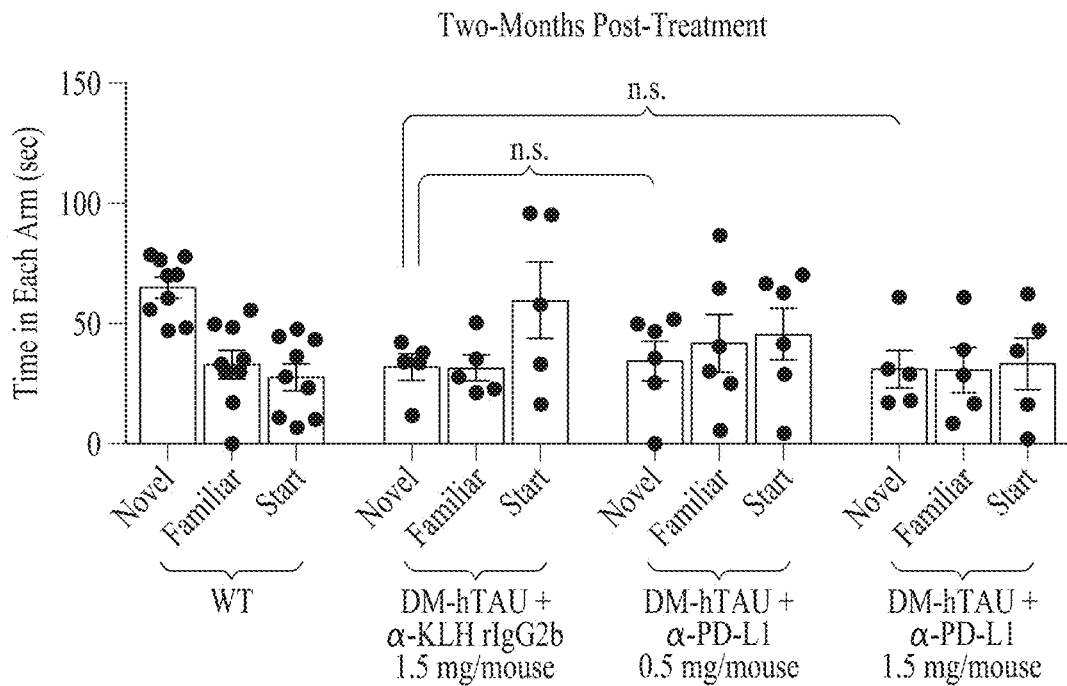 Two-Months Post-Treatment
Time in Each Arm (sec)
150
100
50
0
n.s.
n.s.
Novel
Familiar
Start
Novel
Familiar
Start
Novel
Familiar
Start
Novel
Familiar
Start
WT
DM-hTAU +
α-KLH rIgG2b
1.5 mg/mouse
DM-hTAU +
α-PD-L1
0.5 mg/mouse
DM-hTAU +
α-PD-L1
1.5 mg/mouse